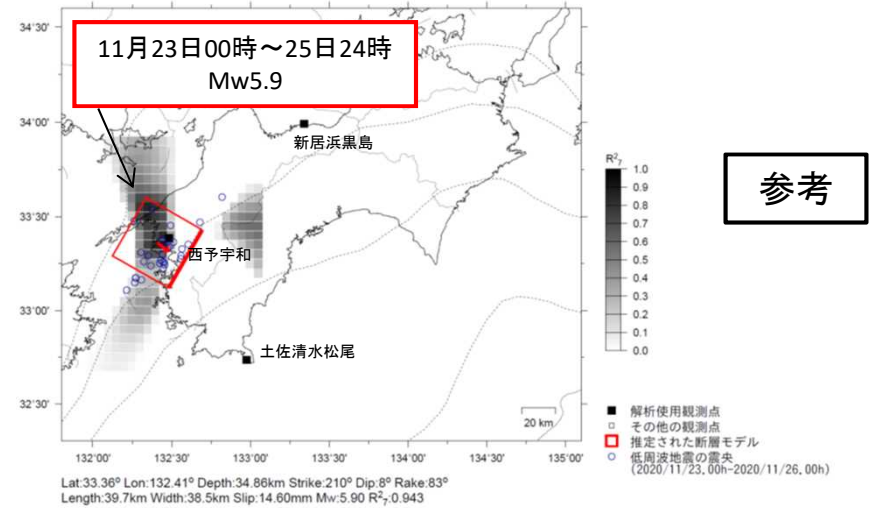 11月23日00時～25日24時
Mw5.9
参考
34˚30'
34˚00'
33˚30'
33˚00'
32˚30'
新居浜黒島
西予宇和
土佐清水松尾
20 km
132˚00'
132˚30'
133˚00'
133˚30'
134˚00'
134˚30'
135˚00'
R²₇
1.0
0.9
0.8
0.7
0.6
0.5
0.4
0.3
0.2
0.1
0.0
解析使用観測点
その他の観測点
推定された断層モデル
低周波地震の震央
(2020/11/23.00h-2020/11/26.00h)
Lat:33.36º Lon:132.41º Depth:34.86km Strike:210º Dip:8º Rake:83º
Length:39.7km Width:38.5km Slip:14.60mm Mw:5.90 R²₇:0.943